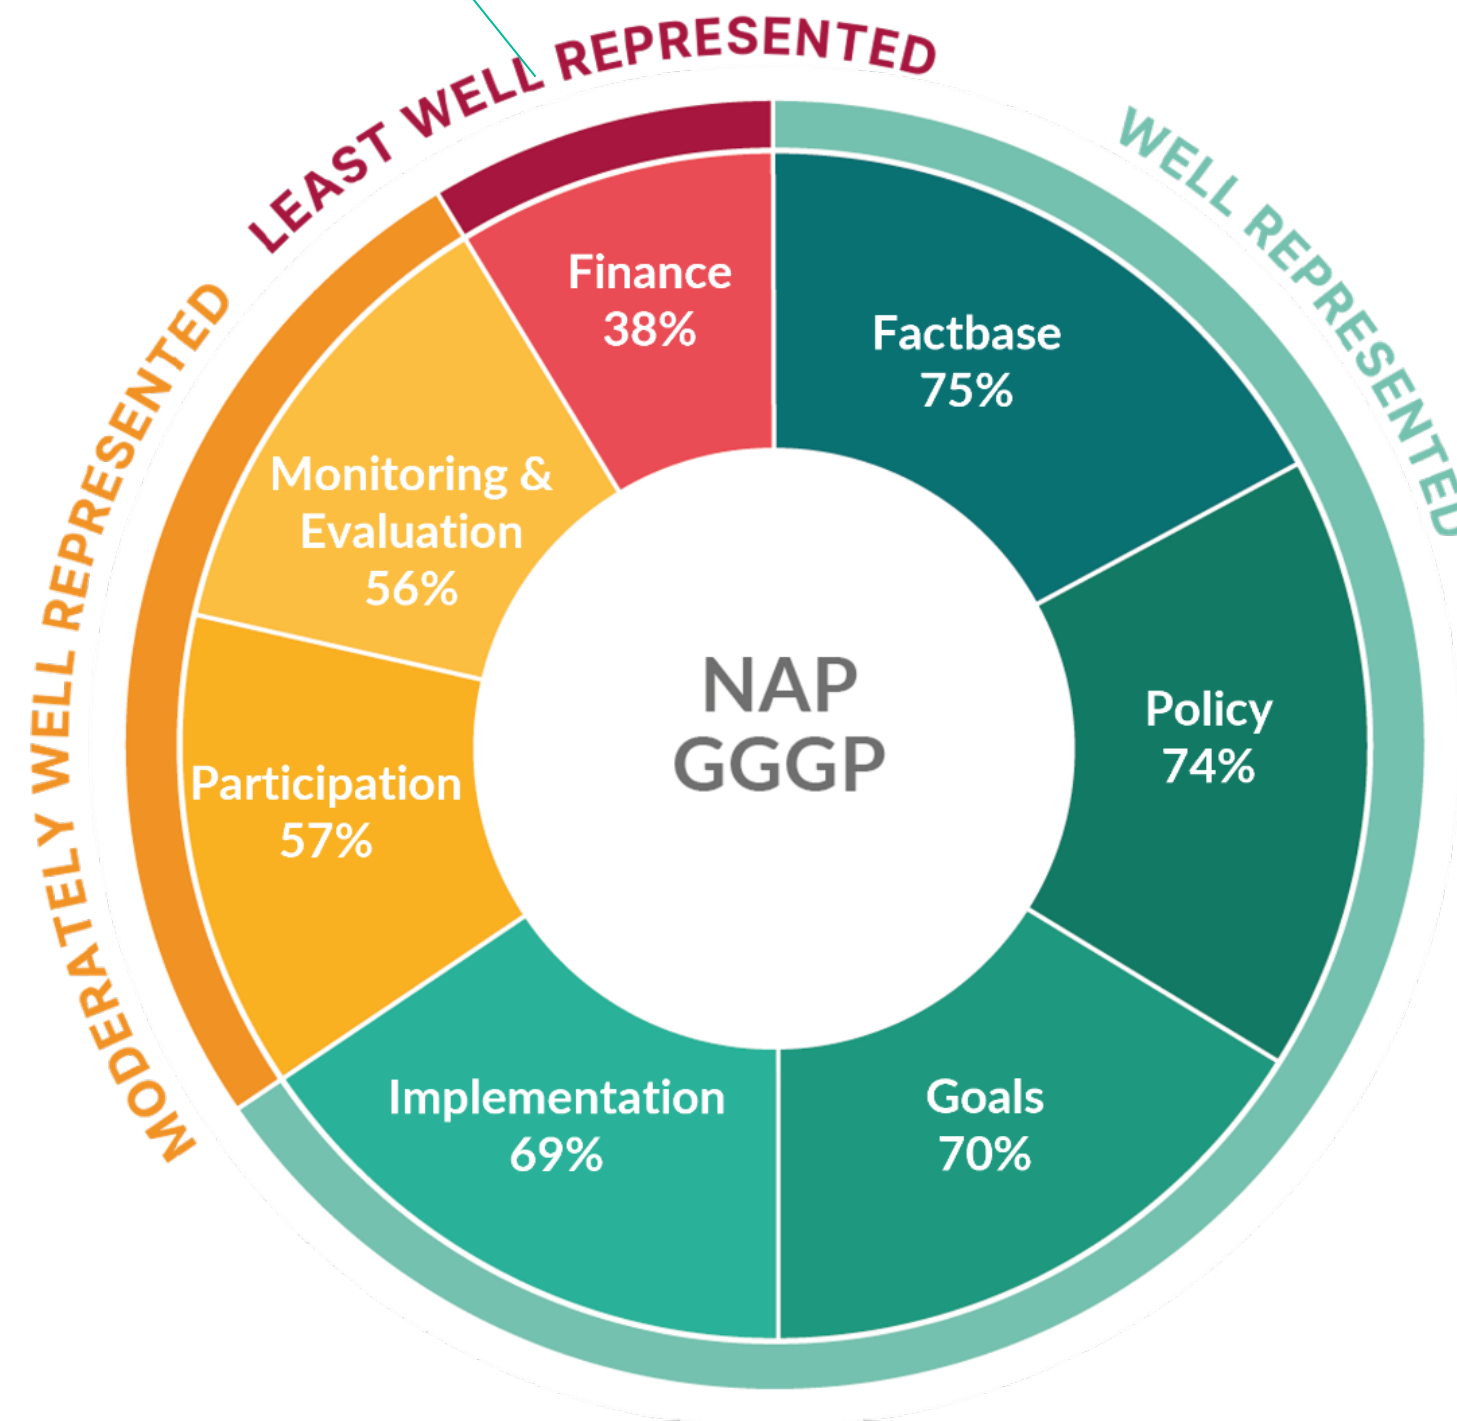 LEAST WELL REPRESENTED
WELL REPRESENTED
MODERATELY WELL REPRESENTED
Finance
38%
Factbase
75%
Monitoring &
Evaluation
56%
Policy
74%
NAP
GGGP
Participation
57%
Implementation
69%
Goals
70%